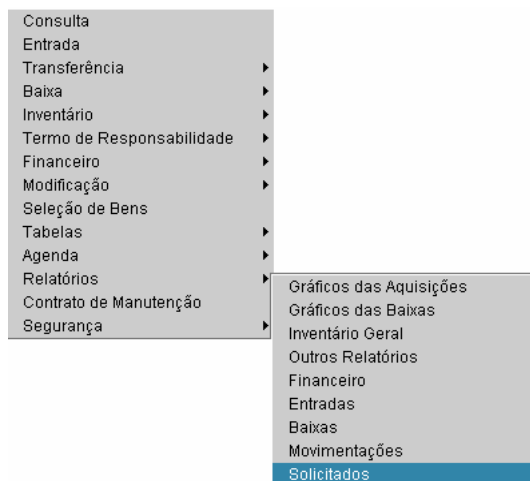 Consulta
Entrada
Transferência
Baixa
Inventário
Termo de Responsabilidade
Financeiro
Modificação
Seleção de Bens
Tabelas
Agenda
Relatórios
Contrato de Manutenção
Segurança
Gráficos das Aquisições
Gráficos das Baixas
Inventário Geral
Outros Relatórios
Financeiro
Entradas
Baixas
Movimentações
Solicitados